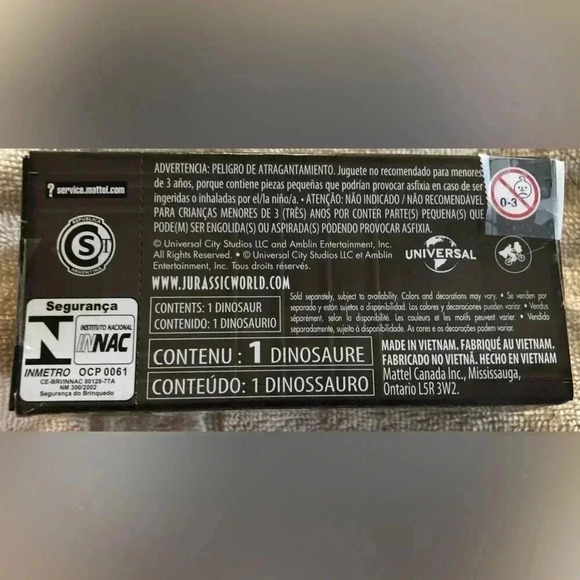 ? service.mattel.com
ADVERTENCIA: PELIGRO DE ATRAGANTAMIENTO. Juguete no recomendado para menores
de 3 años, porque contiene piezas pequeñas que podrían provocar asfixia en caso de ser
ingeridas o inhaladas por el/la niño/a. • ATENÇÃO: NÃO INDICADO / NÃO RECOMENDÁVEL
PARA CRIANÇAS MENORES DE 3 (TRÊS) ANOS POR CONTER PARTE(S) PEQUENA(S) QUE
PODE(M) SER ENGOLIDA(S) OU ASPIRADA(S) PODENDO PROVOCAR ASFIXIA.
0-3
REPUBLICA
S
ARGENTINA
© Universal City Studios LLC and Amblin Entertainment, Inc.
All Rights Reserved. • © Universal City Studios LLC et Amblin
Entertainment, Inc. Tous droits réservés.
UNIVERSAL
WWW.JURASSICWORLD.COM
CONTENTS: 1 DINOSAUR
CONTENIDO: 1 DINOSAURIO
Sold separately, subject to availability. Colors and decorations may vary. • Se venden por
separado y están sujetos a disponibilidad. Los colores y las decoraciones pueden variar. • Vendus
séparément, selon la disponibilité. Les couleurs et les motifs peuvent varier. • Vendido
separadamente, sujeito à disponibilidade. As cores e as decorações podem variar.
CONTENU : 1 DINOSAURE
CONTEÚDO: 1 DINOSSAURO
MADE IN VIETNAM. FABRIQUÉ AU VIETNAM.
FABRICADO NO VIETNÃ. HECHO EN VIETNAM
Mattel Canada Inc., Mississauga,
Ontario L5R 3W2.
Segurança
N
INSTITUTO NACIONAL
INNAC
INMETRO OCP 0061
CE-BRI/INNAC 00128-77A
NM 300/2002
Segurança do Brinquedo